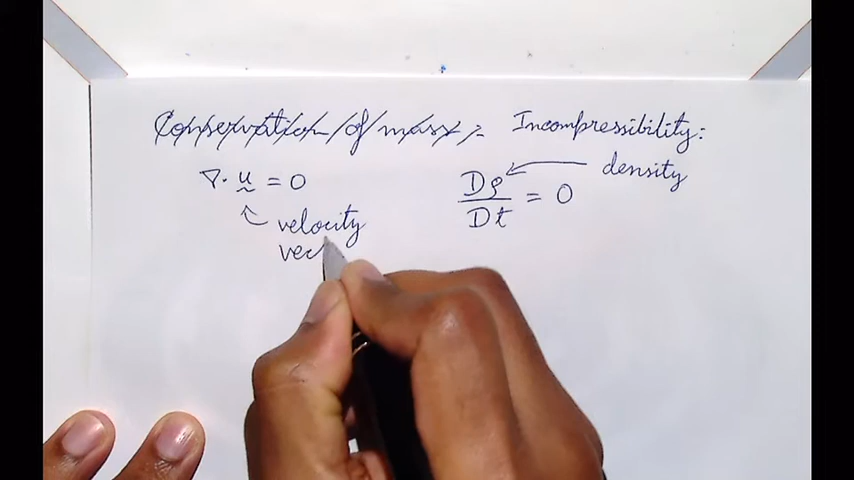 Conservation of mass :- Incompressibility:
∇· ṵ = 0
Dρ/Dt = 0
density
velocity
vec